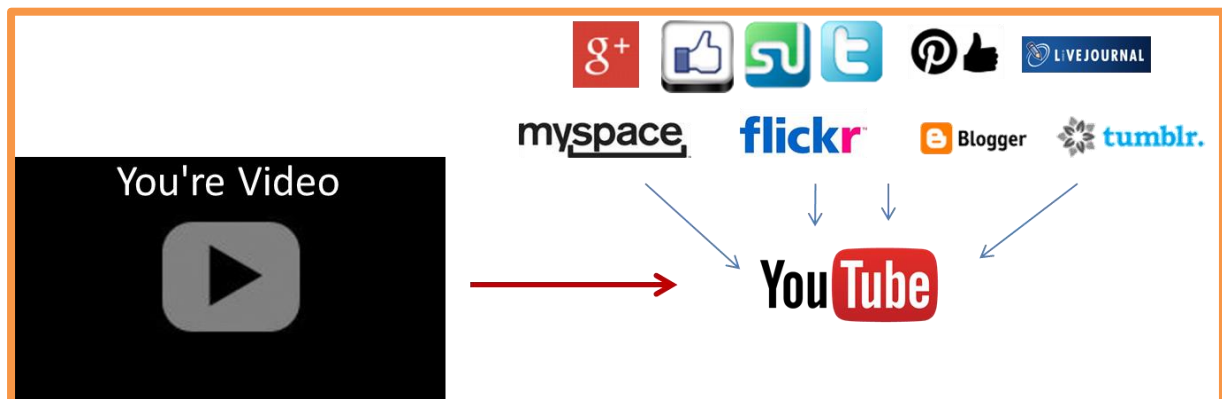 g+
LiVEJOURNAL
myspace
flickr
Blogger
tumblr.
You're Video
YouTube